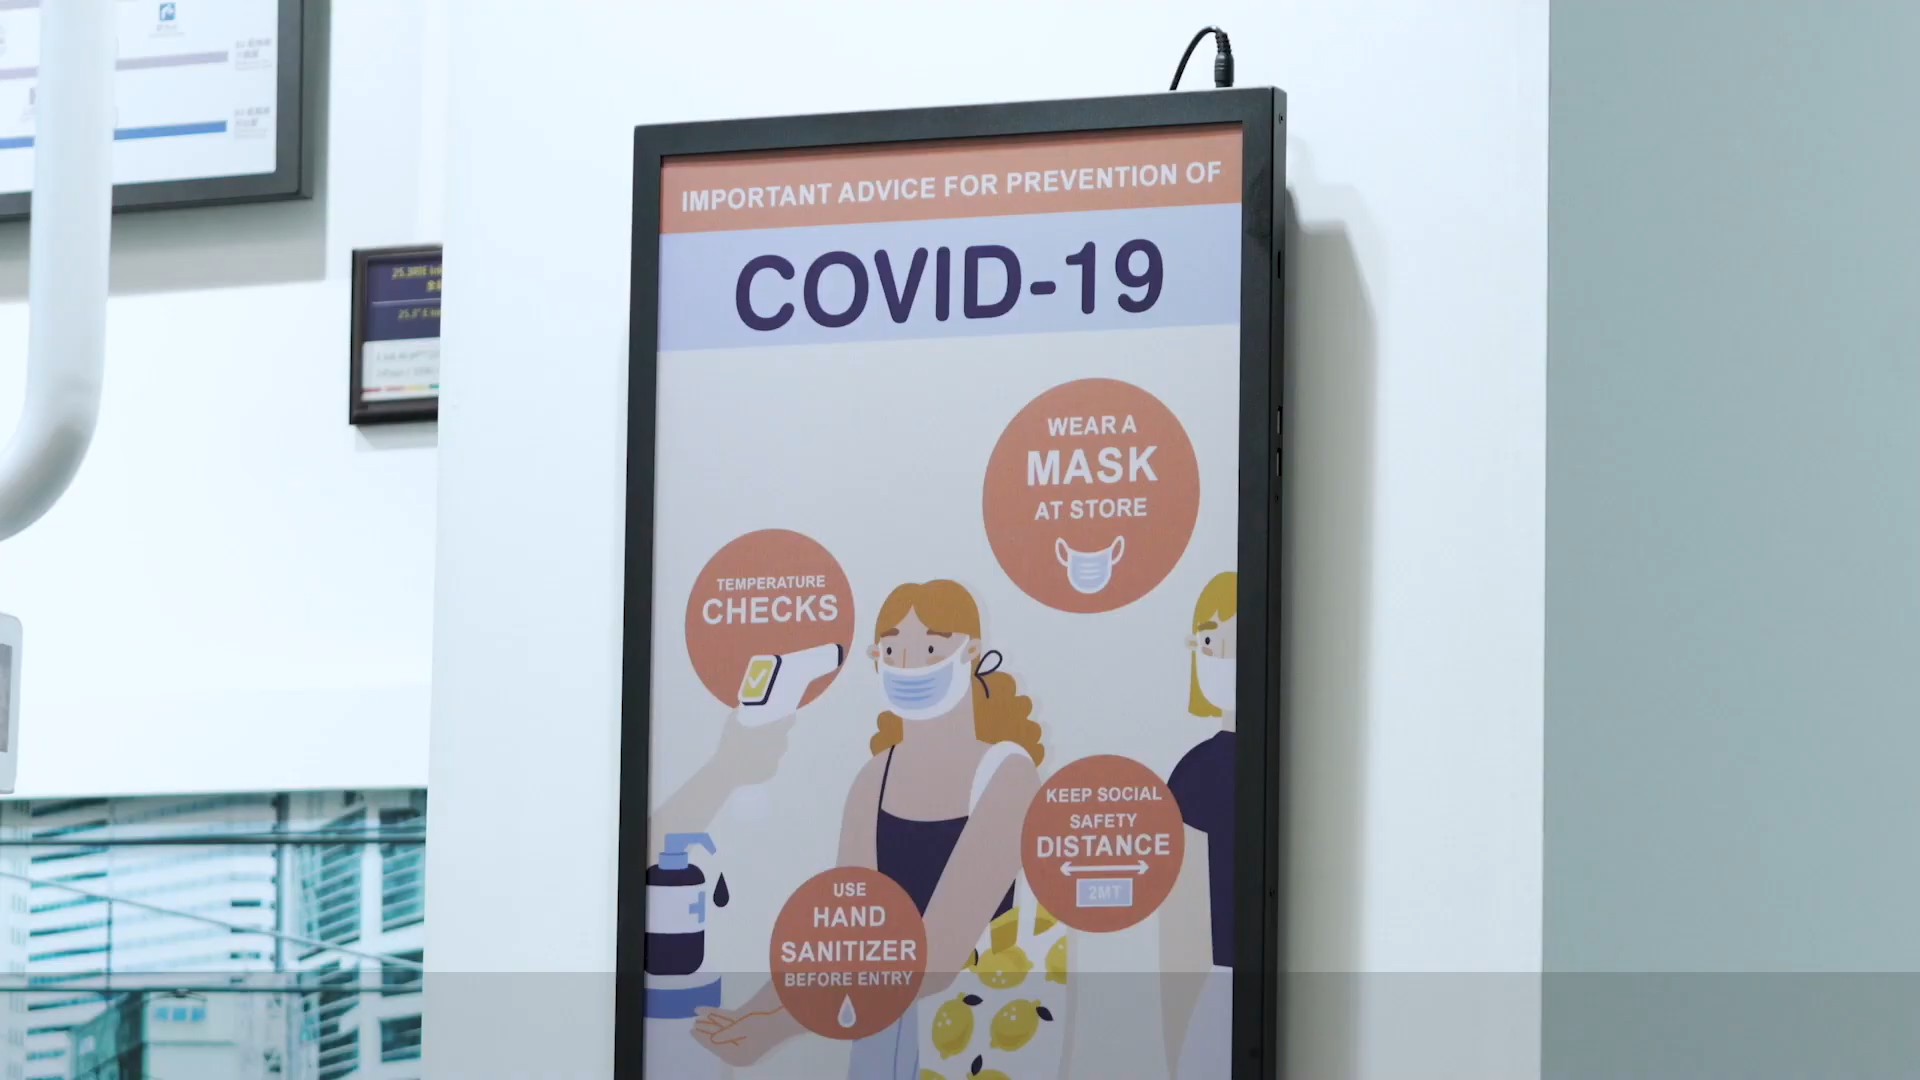 IMPORTANT ADVICE FOR PREVENTION OF
COVID-19
WEAR A
MASK
AT STORE
TEMPERATURE
CHECKS
KEEP SOCIAL
SAFETY
DISTANCE
2MT
USE
HAND
SANITIZER
BEFORE ENTRY